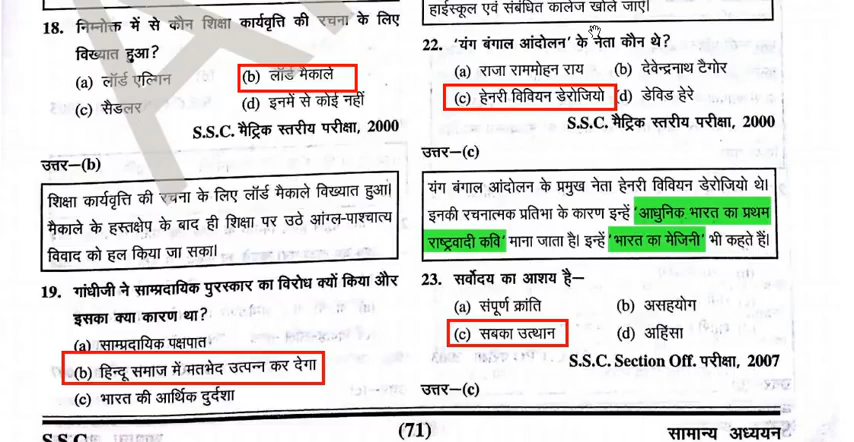 18. निम्नोक्त में से कौन शिक्षा कार्यवृत्ति की रचना के लिए
विख्यात हुआ?
(a) लॉर्ड एल्गिन (b) लॉर्ड मैकाले
(c) सैडलर (d) इनमें से कोई नहीं
S.S.C. मैट्रिक स्तरीय परीक्षा, 2000
उत्तर–(b)
शिक्षा कार्यवृत्ति की रचना के लिए लॉर्ड मैकाले विख्यात हुआ।
मैकाले के हस्तक्षेप के बाद ही शिक्षा पर उठे आंग्ल-पाश्चात्य
विवाद को हल किया जा सका।
19. गांधीजी ने साम्प्रदायिक पुरस्कार का विरोध क्यों किया और
इसका क्या कारण था?
(a) साम्प्रदायिक पक्षपात
(b) हिन्दू समाज में मतभेद उत्पन्न कर देगा
(c) भारत की आर्थिक दुर्दशा
हाईस्कूल एवं संबंधित कालेज खोले जाएं।
22. ‘यंग बंगाल आंदोलन’ के नेता कौन थे?
(a) राजा राममोहन राय (b) देवेन्द्रनाथ टैगोर
(c) हेनरी विवियन डेरोजियो (d) डेविड हेरे
S.S.C. मैट्रिक स्तरीय परीक्षा, 2000
उत्तर–(c)
यंग बंगाल आंदोलन के प्रमुख नेता हेनरी विवियन डेरोजियो थे।
इनकी रचनात्मक प्रतिभा के कारण इन्हें ‘आधुनिक भारत का प्रथम
राष्ट्रवादी कवि’ माना जाता है। इन्हें ‘भारत का मेजिनी’ भी कहते हैं।
23. सर्वोदय का आशय है–
(a) संपूर्ण क्रांति (b) असहयोग
(c) सबका उत्थान (d) अहिंसा
S.S.C. Section Off. परीक्षा, 2007
उत्तर–(c)
S.S.C. (71) सामान्य अध्ययन